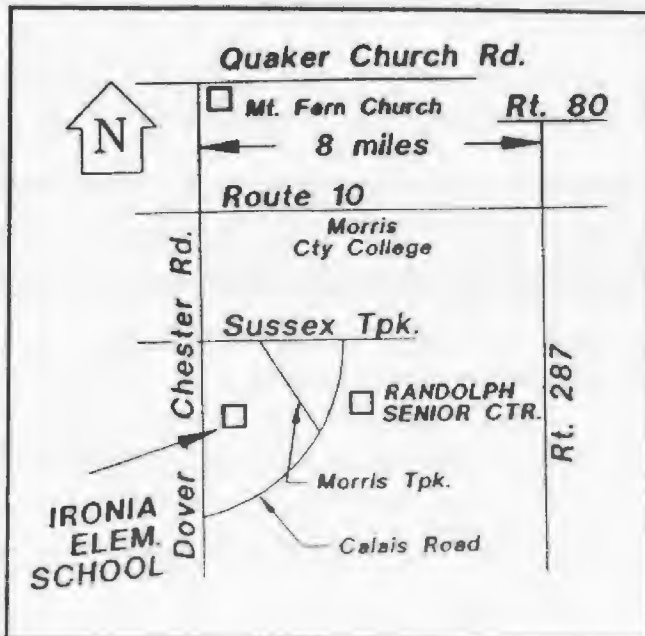 Quaker Church Rd.
N
Mt. Fern Church
Rt. 80
8 miles
Route 10
Morris
Cty College
Dover Chester Rd.
Sussex Tpk.
RANDOLPH
SENIOR CTR.
Rt. 287
Morris Tpk.
IRONIA
ELEM.
SCHOOL
Calais Road